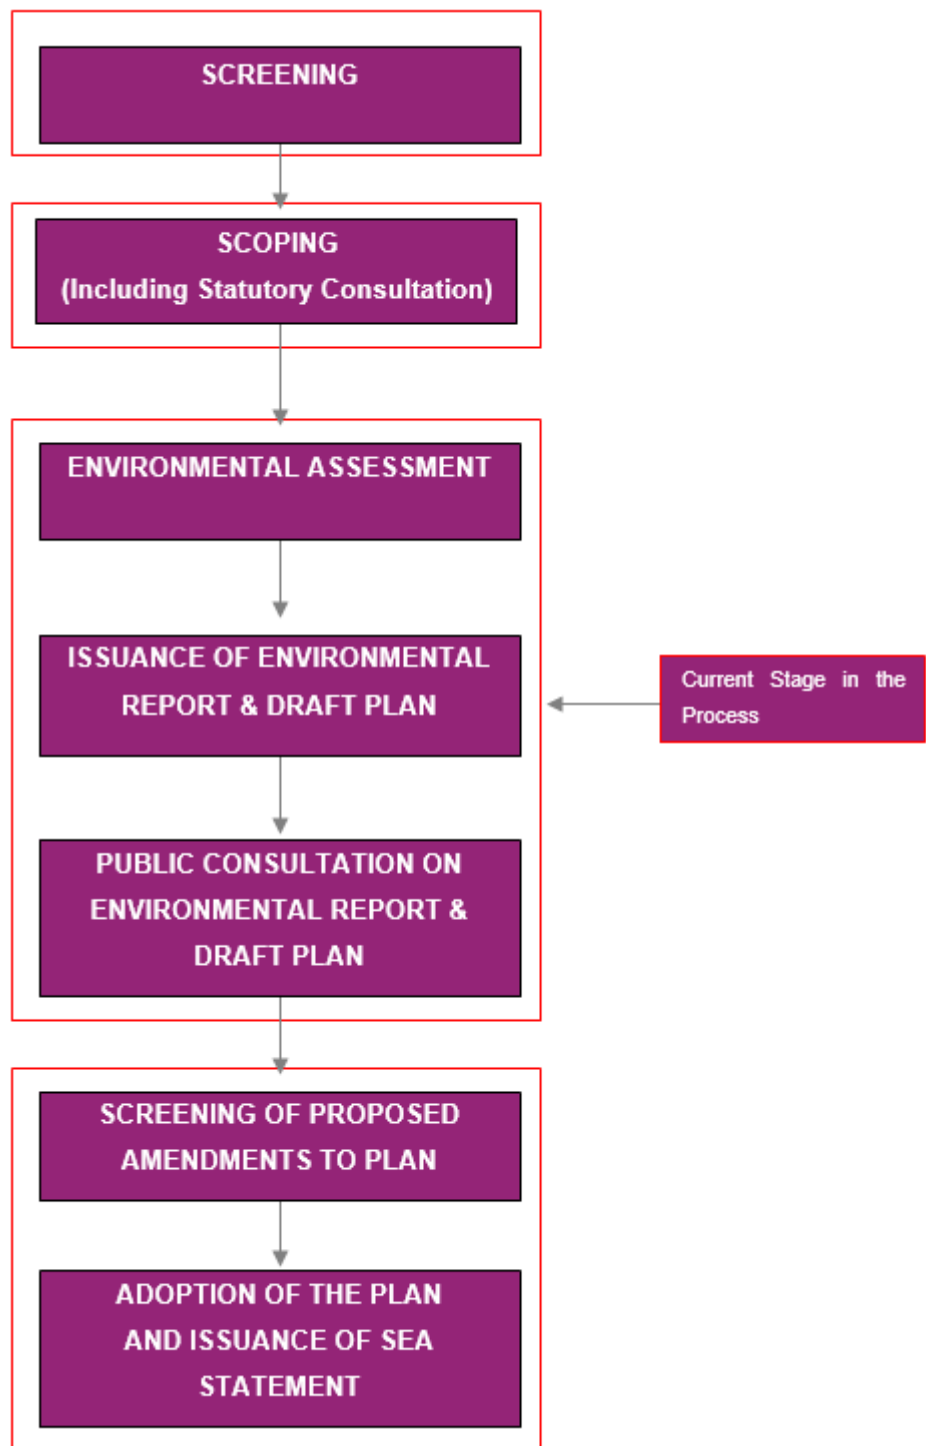 SCREENING
SCOPING
(Including Statutory Consultation)
ENVIRONMENTAL ASSESSMENT
ISSUANCE OF ENVIRONMENTAL
REPORT & DRAFT PLAN
Current Stage in the
Process
PUBLIC CONSULTATION ON
ENVIRONMENTAL REPORT &
DRAFT PLAN
SCREENING OF PROPOSED
AMENDMENTS TO PLAN
ADOPTION OF THE PLAN
AND ISSUANCE OF SEA
STATEMENT